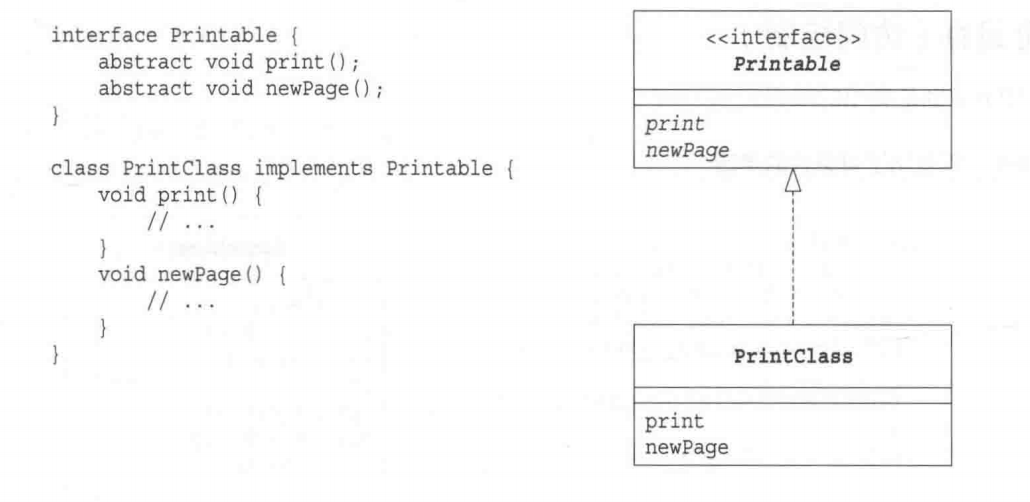 interface Printable {
    abstract void print();
    abstract void newPage();
}
class PrintClass implements Printable {
    void print() {
        // ...
    }
    void newPage() {
        // ...
    }
}
<<interface>>
Printable
print
newPage
PrintClass
print
newPage